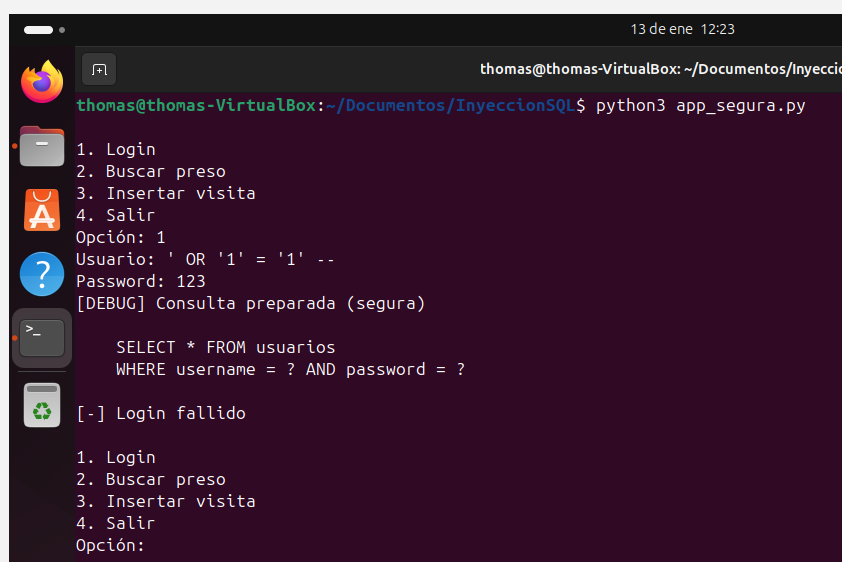 13 de ene 12:23
thomas@thomas-VirtualBox: ~/Documentos/Inyecci
thomas@thomas-VirtualBox:~/Documentos/InyeccionSQL$ python3 app_segura.py
1. Login
2. Buscar preso
3. Insertar visita
4. Salir
Opción: 1
Usuario: ' OR '1' = '1' --
Password: 123
[DEBUG] Consulta preparada (segura)
SELECT * FROM usuarios
WHERE username = ? AND password = ?
[-] Login fallido
1. Login
2. Buscar preso
3. Insertar visita
4. Salir
Opción: